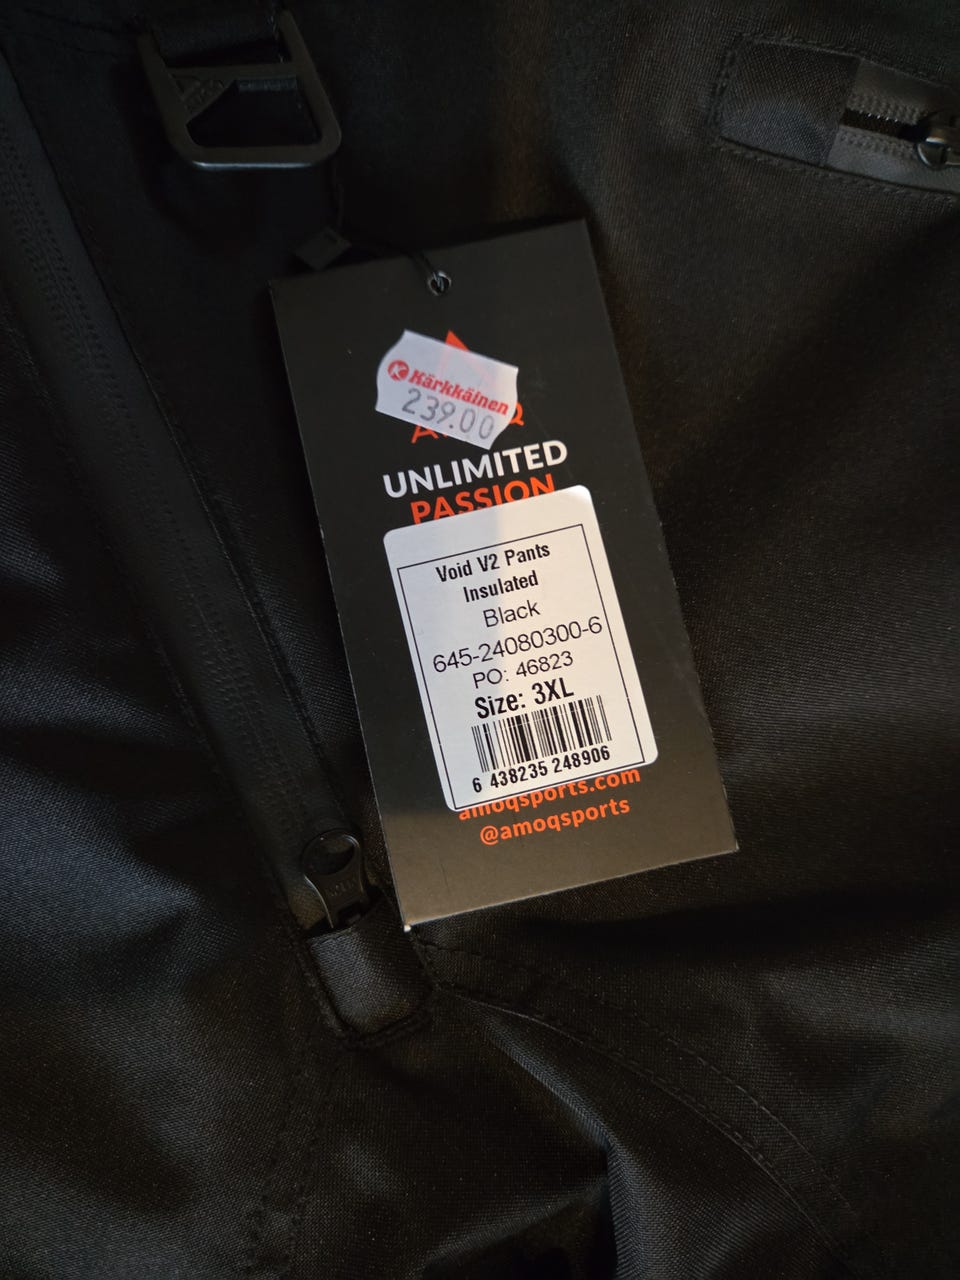 K Kärkkäinen
239.00
UNLIMITED
PASSION
Void V2 Pants
Insulated
Black
645-24080300-6
PO: 46823
Size: 3XL
6 438235 248906
amoqsports.com
@amoqsports